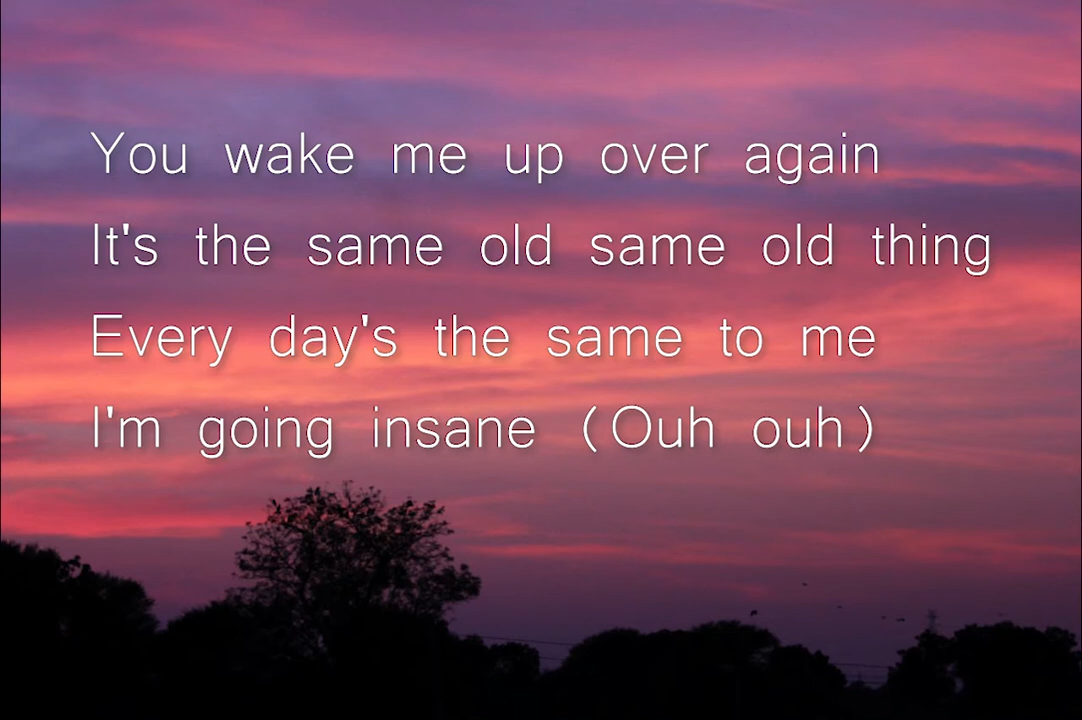 You wake me up over again
It's the same old same old thing
Every day's the same to me
I'm going insane (Ouh ouh)